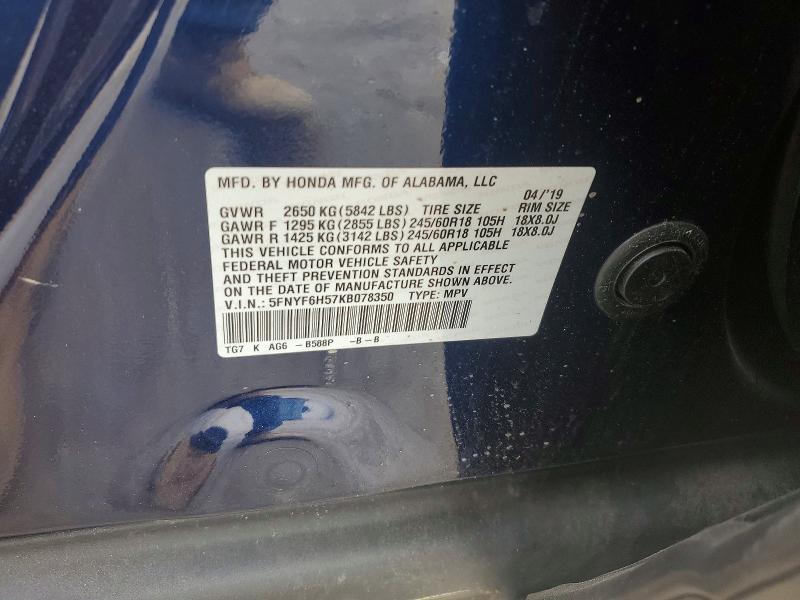 MFD. BY HONDA MFG. OF ALABAMA, LLC
04/'19
GVWR 2650 KG (5842 LBS) TIRE SIZE RIM SIZE
GAWR F 1295 KG (2855 LBS) 245/60R18 105H 18X8.0J
GAWR R 1425 KG (3142 LBS) 245/60R18 105H 18X8.0J
THIS VEHICLE CONFORMS TO ALL APPLICABLE
FEDERAL MOTOR VEHICLE SAFETY
AND THEFT PREVENTION STANDARDS IN EFFECT
ON THE DATE OF MANUFACTURE SHOWN ABOVE.
V.I.N.: 5FNYF6H57KB078350 TYPE: MPV
TG7 K AG6 -B588P -B-B